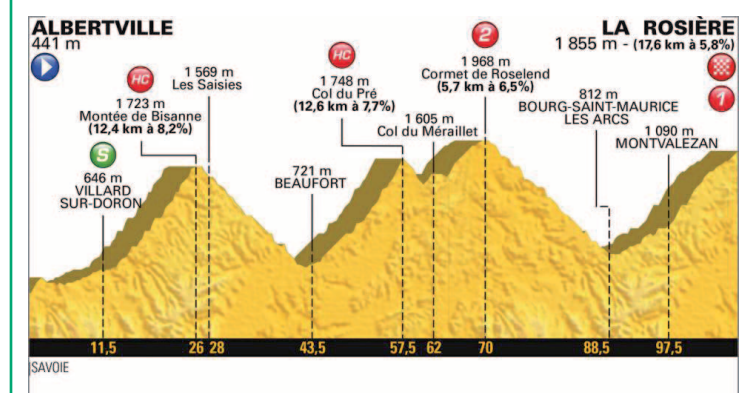 ALBERTVILLE
441 m
LA ROSIÈRE
1 855 m - (17,6 km à 5,8%)
1
HC
1 723 m
Montée de Bisanne
(12,4 km à 8,2%)
S
646 m
VILLARD
SUR-DORON
1 569 m
Les Saisies
721 m
BEAUFORT
HC
1 748 m
Col du Pré
(12,6 km à 7,7%)
1 605 m
Col du Méraillet
2
1 968 m
Cormet de Roselend
(5,7 km à 6,5%)
812 m
BOURG-SAINT-MAURICE
LES ARCS
1 090 m
MONTVALEZAN
11,5 26 28 43,5 57,5 62 70 88,5 97,5
SAVOIE